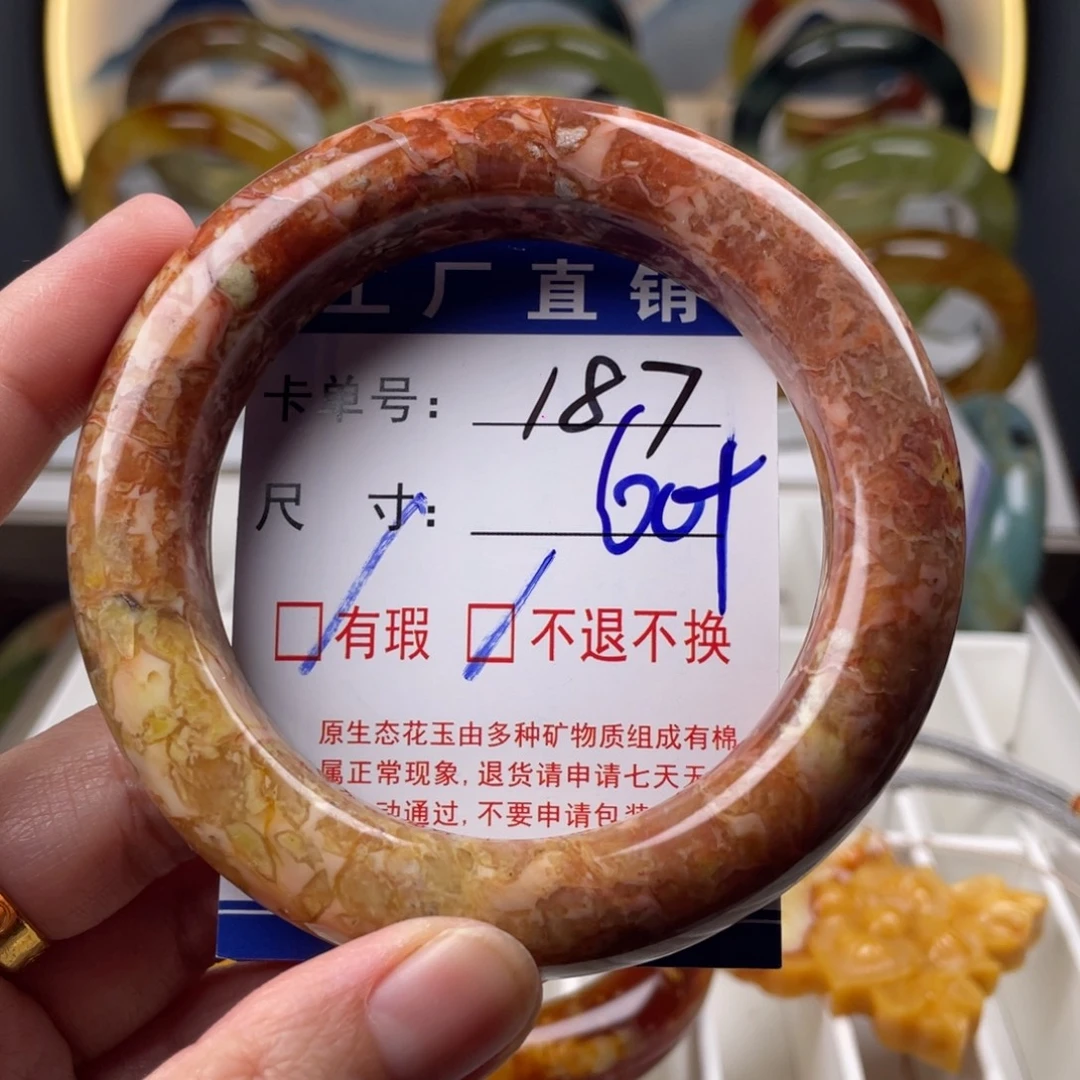 工厂直销
卡单号: 187
尺 寸: 60+
□有瑕 □不退不换
原生态花玉由多种矿物质组成有棉
属正常现象,退货请申请七天无
动通过,不要申请包装